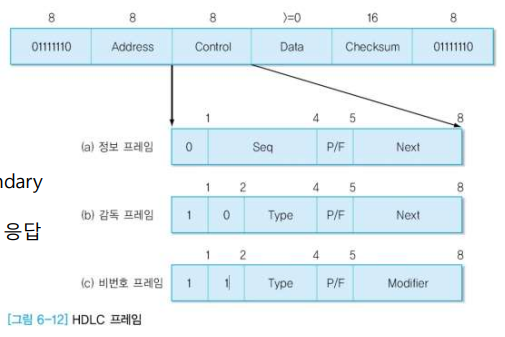 8 8 8 >=0 16 8
01111110 Address Control Data Checksum 01111110
1 4 5 8
(a) 정보 프레임 0 Seq P/F Next
ndary
1 2 4 5 8
(b) 감독 프레임 1 0 Type P/F Next
응답
1 2 4 5 8
(c) 비번호 프레임 1 1 Type P/F Modifier
[그림 6-12] HDLC 프레임